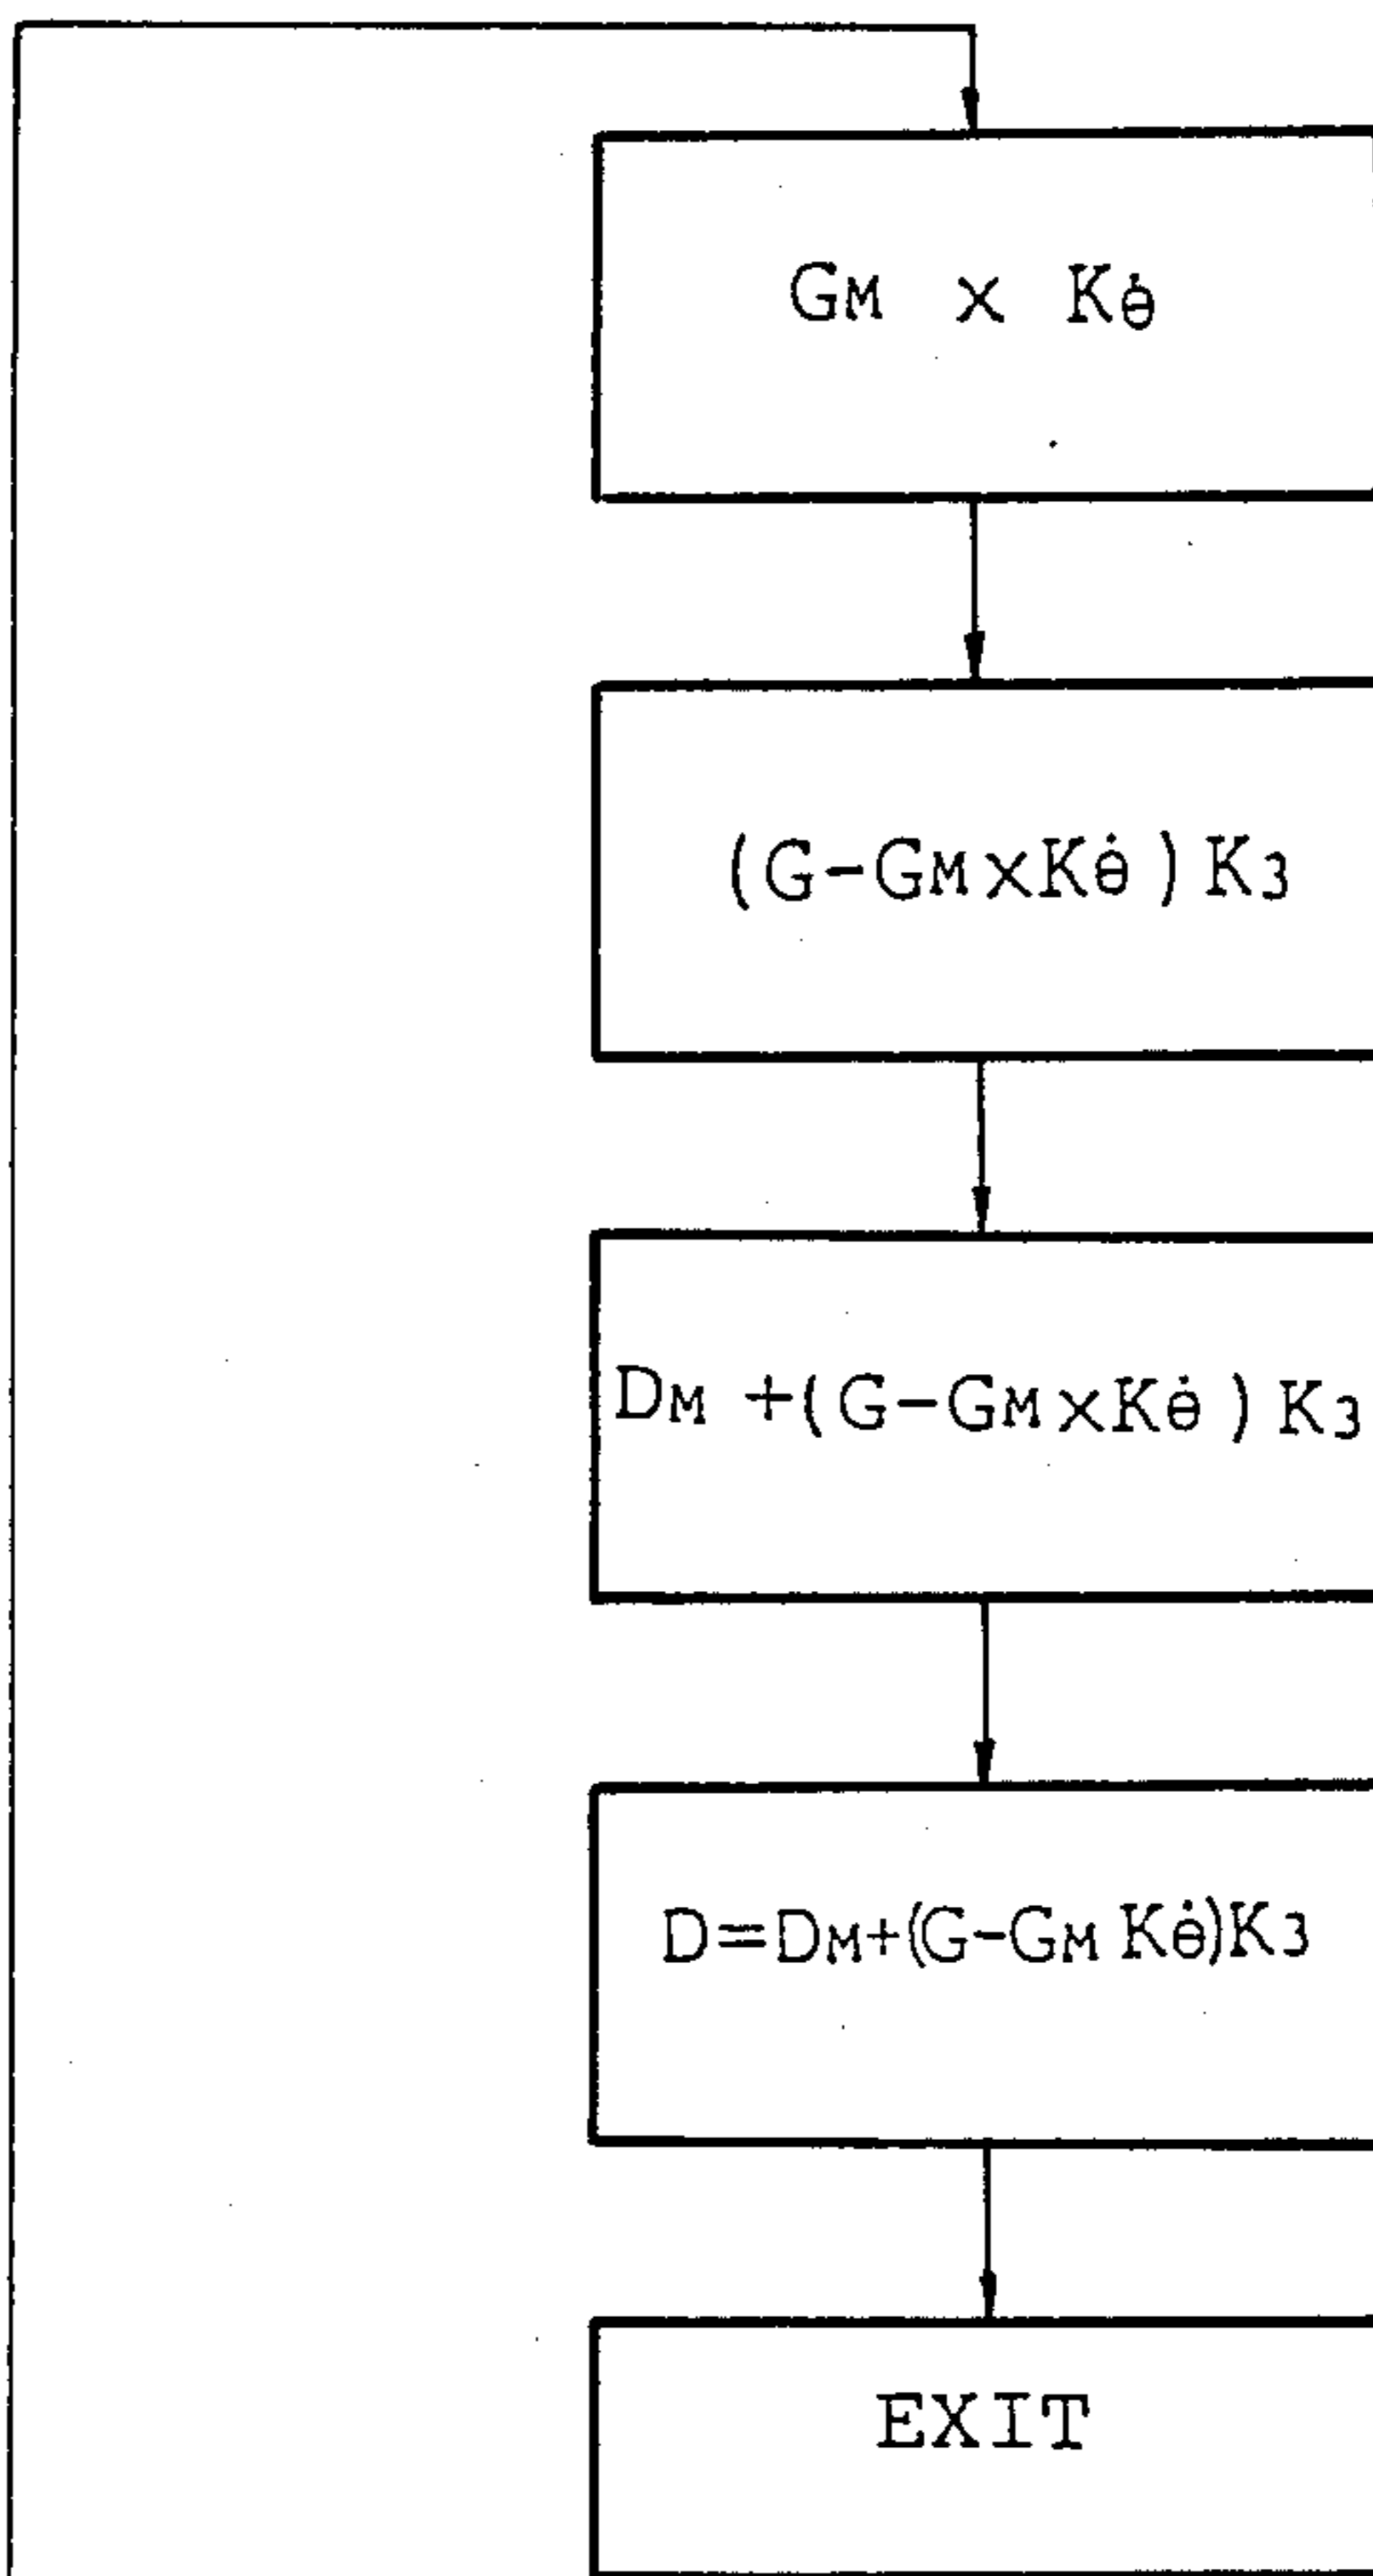 GM × Kθ̇
(G-GM×Kθ̇)K3
DM +(G-GM×Kθ̇)K3
D=DM+(G-GM Kθ̇)K3
EXIT